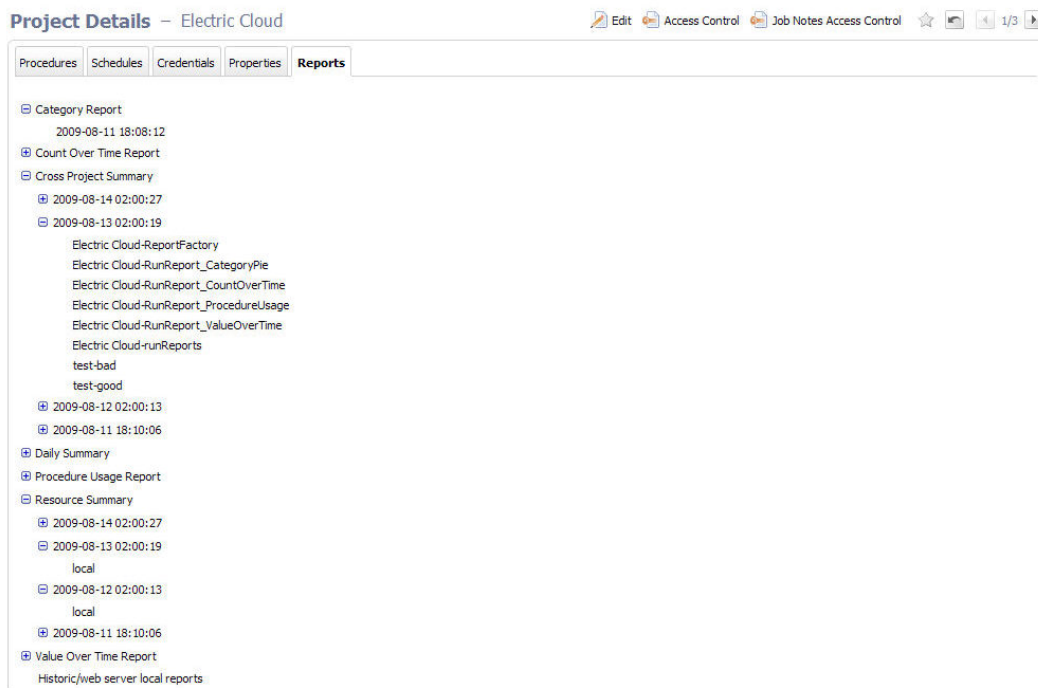 Project Details – Electric Cloud Edit Access Control Job Notes Access Control 1/3
Procedures Schedules Credentials Properties Reports
Category Report
2009-08-11 18:08:12
Count Over Time Report
Cross Project Summary
2009-08-14 02:00:27
2009-08-13 02:00:19
Electric Cloud-ReportFactory
Electric Cloud-RunReport_CategoryPie
Electric Cloud-RunReport_CountOverTime
Electric Cloud-RunReport_ProcedureUsage
Electric Cloud-RunReport_ValueOverTime
Electric Cloud-runReports
test-bad
test-good
2009-08-12 02:00:13
2009-08-11 18:10:06
Daily Summary
Procedure Usage Report
Resource Summary
2009-08-14 02:00:27
2009-08-13 02:00:19
local
2009-08-12 02:00:13
local
2009-08-11 18:10:06
Value Over Time Report
Historic/web server local reports